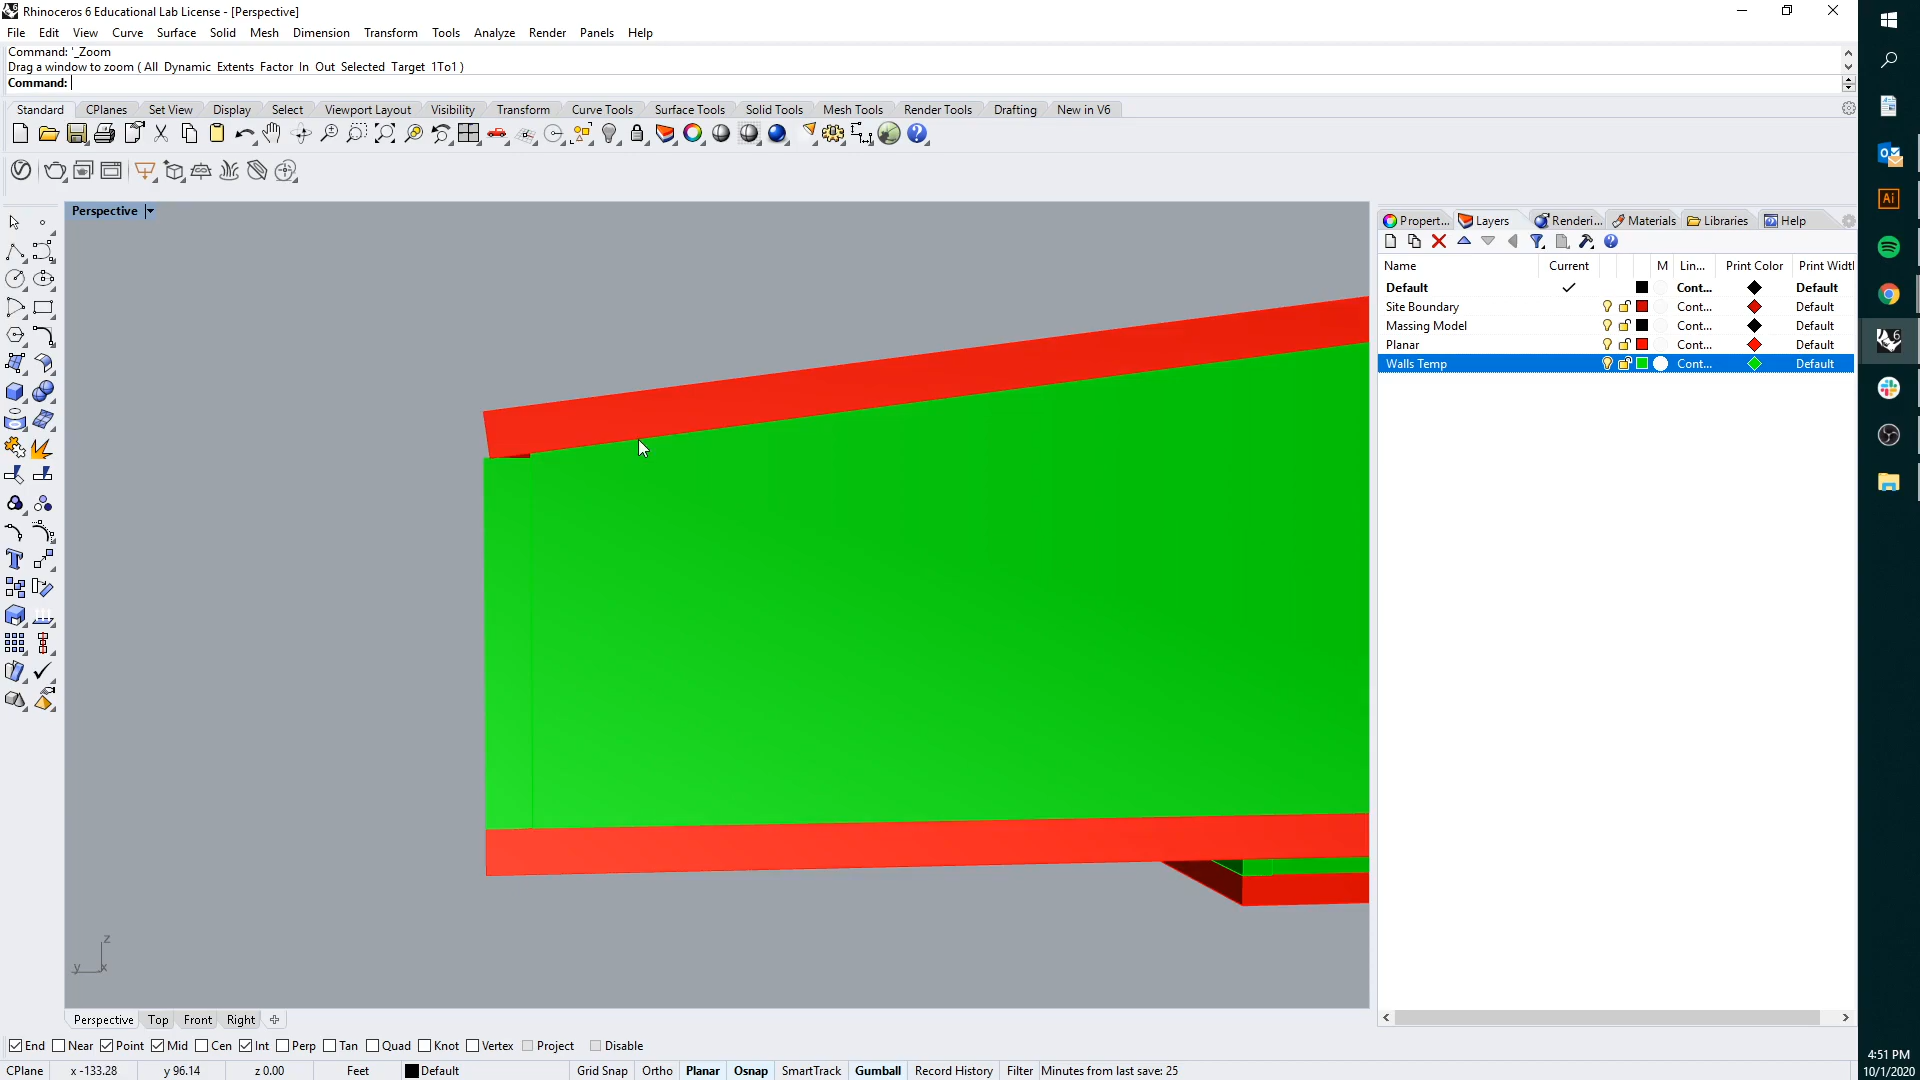 Rhinoceros 6 Educational Lab License - [Perspective]
File Edit View Curve Surface Solid Mesh Dimension Transform Tools Analyze Render Panels Help
Command: '_Zoom
Drag a window to zoom ( All Dynamic Extents Factor In Out Selected Target 1To1 )
Command:
Standard CPlanes Set View Display Select Viewport Layout Visibility Transform Curve Tools Surface Tools Solid Tools Mesh Tools Render Tools Drafting New in V6
Perspective
Propert... Layers Renderi... Materials Libraries Help
Name Current M Lin... Print Color Print Widt
Default Cont... Default
Site Boundary Cont... Default
Massing Model Cont... Default
Planar Cont... Default
Walls Temp Cont... Default
z
y x
Perspective Top Front Right
End Near Point Mid Cen Int Perp Tan Quad Knot Vertex Project Disable
CPlane x -133.28 y 96.14 z 0.00 Feet Default Grid Snap Ortho Planar Osnap SmartTrack Gumball Record History Filter Minutes from last save: 25
Ai
6
4:51 PM
10/1/2020